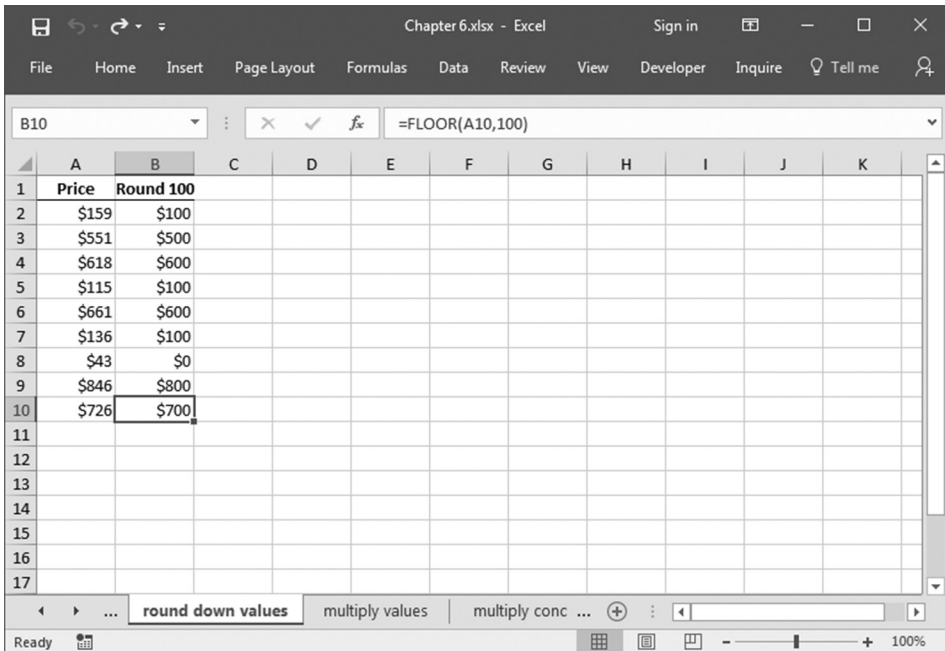 Chapter 6.xlsx - Excel Sign in
File Home Insert Page Layout Formulas Data Review View Developer Inquire Tell me
B10 fx =FLOOR(A10,100)
A B C D E F G H I J K
1 Price Round 100
2 $159 $100
3 $551 $500
4 $618 $600
5 $115 $100
6 $661 $600
7 $136 $100
8 $43 $0
9 $846 $800
10 $726 $700
11
12
13
14
15
16
17
... round down values multiply values multiply conc ...
Ready 100%